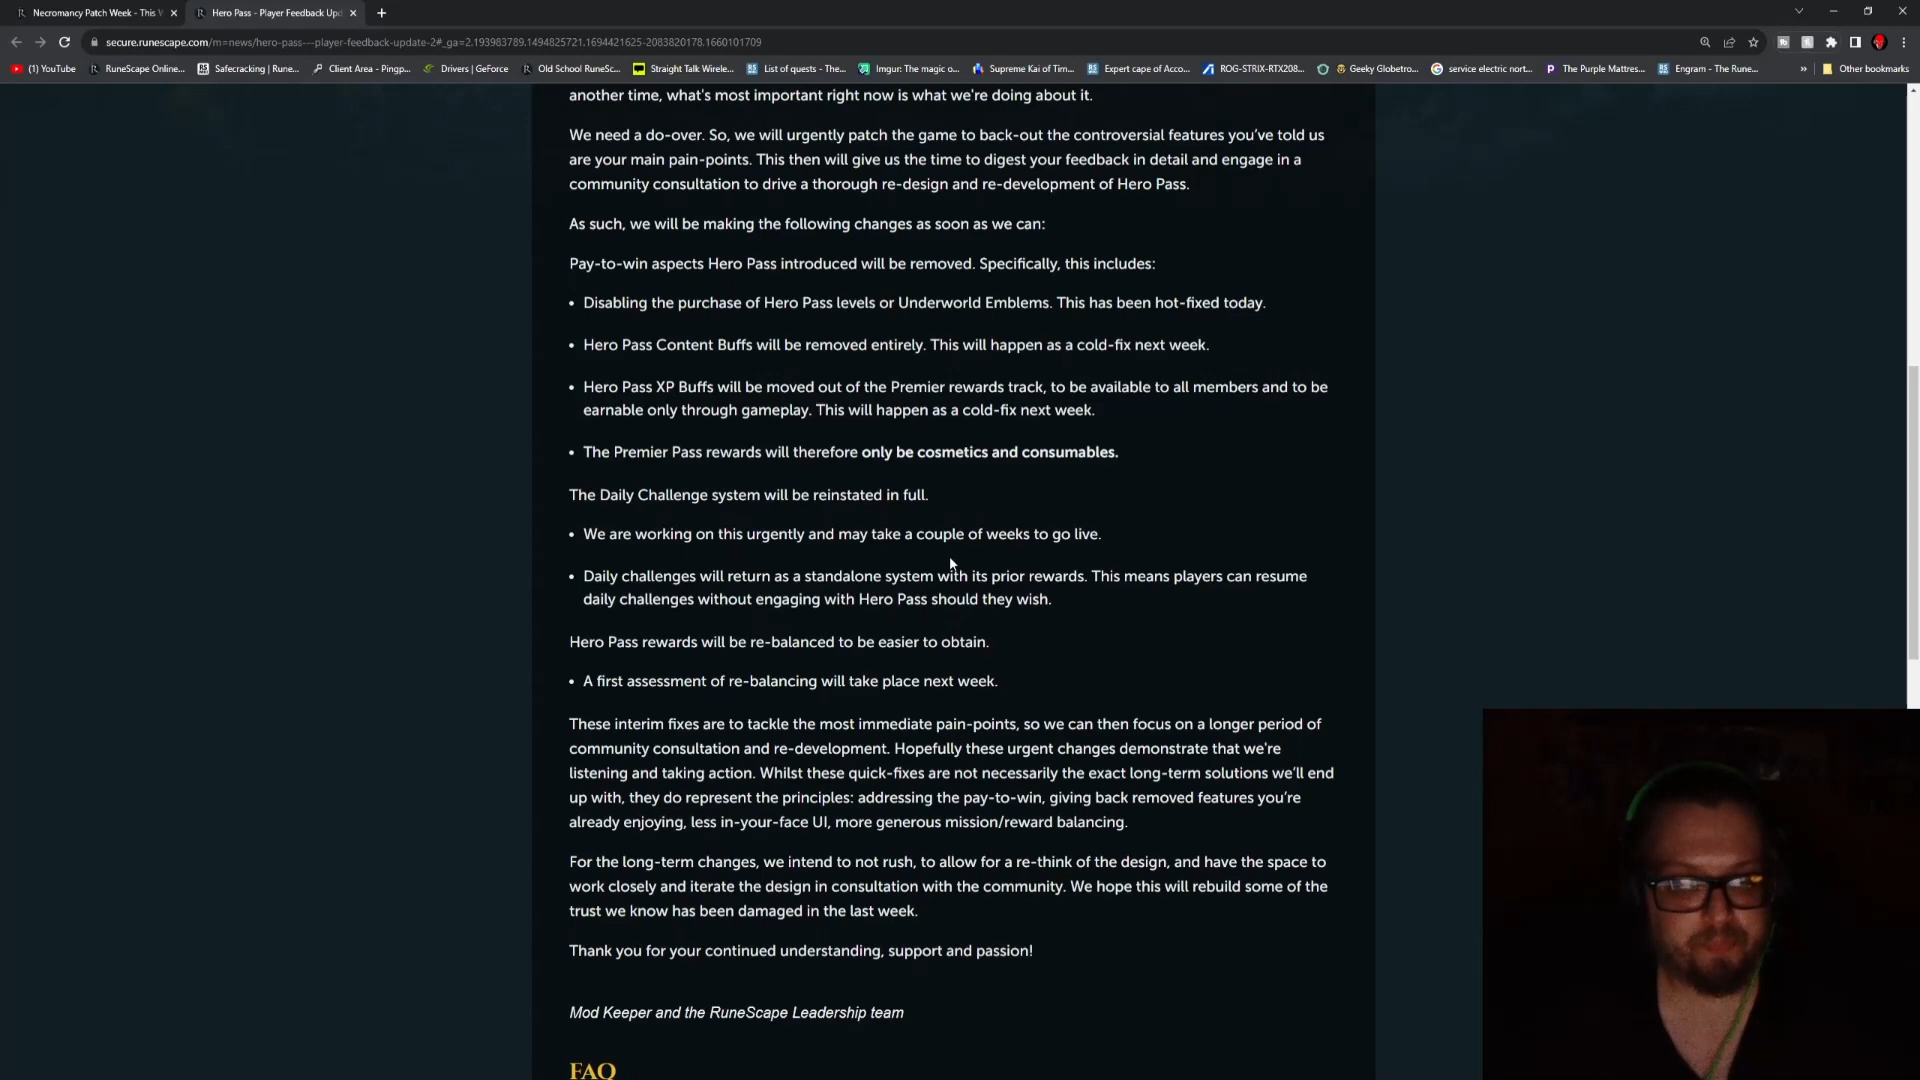 Necromancy Patch Week - This W
Hero Pass - Player Feedback Upd
secure.runescape.com/m=news/hero-pass---player-feedback-update-2#_ga=2.193983789.1494825721.1694421625-2083820178.1660101709
(1) YouTube
RuneScape Online...
Safecracking | Rune...
Client Area - Pingp...
Drivers | GeForce
Old School RuneSc...
Straight Talk Wirele...
List of quests - The...
Imgur: The magic o...
Supreme Kai of Tim...
Expert cape of Acco...
ROG-STRIX-RTX208...
Geeky Globetro...
service electric nort...
The Purple Mattres...
Engram - The Rune...
Other bookmarks
another time, what's most important right now is what we're doing about it.
We need a do-over. So, we will urgently patch the game to back-out the controversial features you've told us
are your main pain-points. This then will give us the time to digest your feedback in detail and engage in a
community consultation to drive a thorough re-design and re-development of Hero Pass.
As such, we will be making the following changes as soon as we can:
Pay-to-win aspects Hero Pass introduced will be removed. Specifically, this includes:
• Disabling the purchase of Hero Pass levels or Underworld Emblems. This has been hot-fixed today.
• Hero Pass Content Buffs will be removed entirely. This will happen as a cold-fix next week.
• Hero Pass XP Buffs will be moved out of the Premier rewards track, to be available to all members and to be
earnable only through gameplay. This will happen as a cold-fix next week.
• The Premier Pass rewards will therefore only be cosmetics and consumables.
The Daily Challenge system will be reinstated in full.
• We are working on this urgently and may take a couple of weeks to go live.
• Daily challenges will return as a standalone system with its prior rewards. This means players can resume
daily challenges without engaging with Hero Pass should they wish.
Hero Pass rewards will be re-balanced to be easier to obtain.
• A first assessment of re-balancing will take place next week.
These interim fixes are to tackle the most immediate pain-points, so we can then focus on a longer period of
community consultation and re-development. Hopefully these urgent changes demonstrate that we're
listening and taking action. Whilst these quick-fixes are not necessarily the exact long-term solutions we'll end
up with, they do represent the principles: addressing the pay-to-win, giving back removed features you're
already enjoying, less in-your-face UI, more generous mission/reward balancing.
For the long-term changes, we intend to not rush, to allow for a re-think of the design, and have the space to
work closely and iterate the design in consultation with the community. We hope this will rebuild some of the
trust we know has been damaged in the last week.
Thank you for your continued understanding, support and passion!
Mod Keeper and the RuneScape Leadership team
FAQ